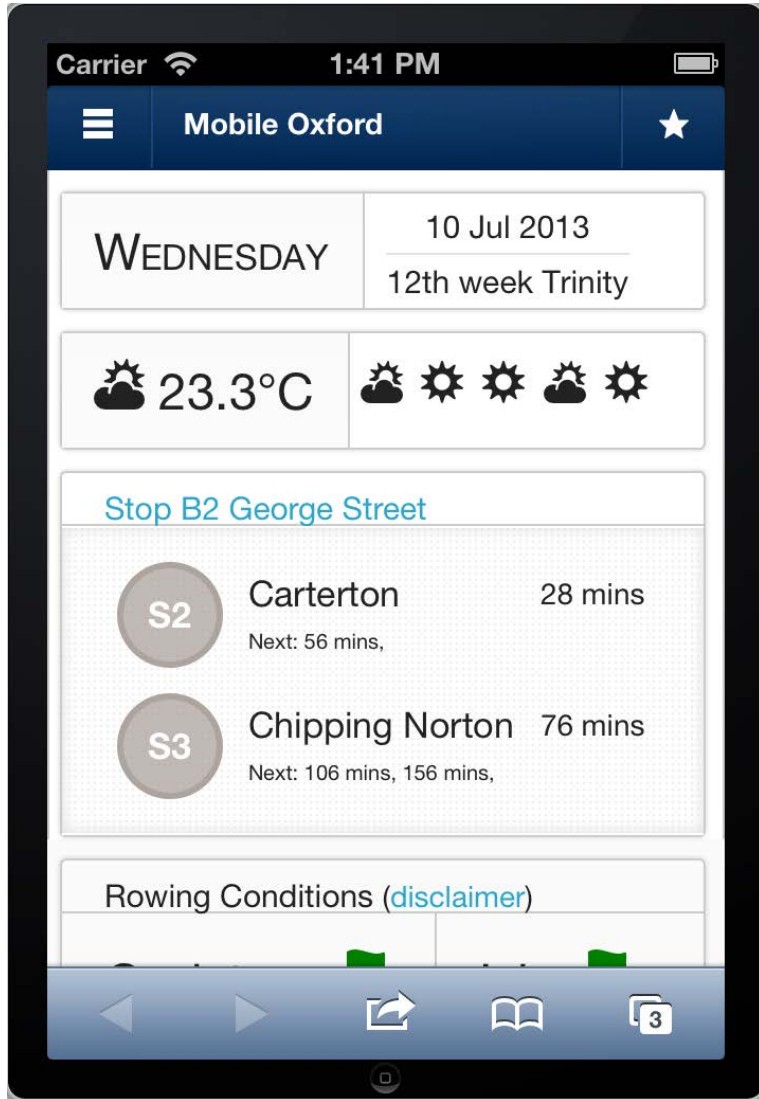 Carrier 1:41 PM
Mobile Oxford
WEDNESDAY
10 Jul 2013
12th week Trinity
23.3°C
Stop B2 George Street
S2 Carterton 28 mins
Next: 56 mins,
S3 Chipping Norton 76 mins
Next: 106 mins, 156 mins,
Rowing Conditions (disclaimer)
3